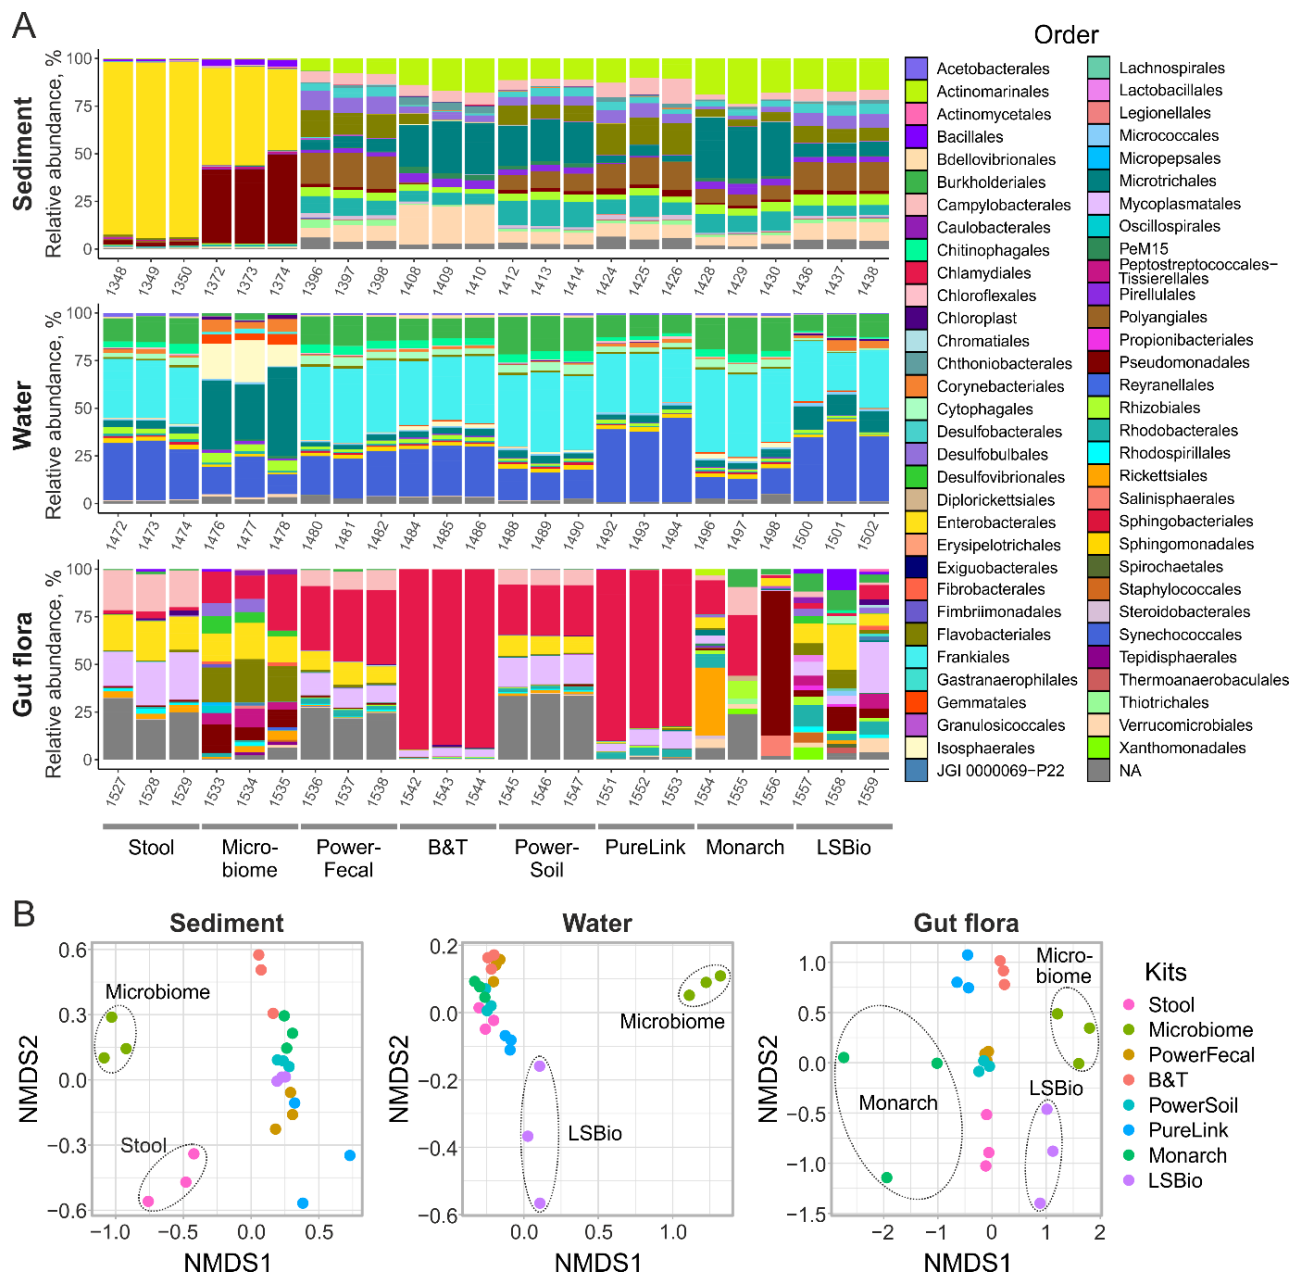 A
Order
Sediment
Relative abundance, %
100
75
50
25
0
1348 1349 1350 1372 1373 1374 1396 1397 1398 1408 1409 1410 1412 1413 1414 1424 1425 1426 1428 1429 1430 1436 1437 1438
Water
Relative abundance, %
100
75
50
25
0
1472 1473 1474 1476 1477 1478 1480 1481 1482 1484 1485 1486 1488 1489 1490 1492 1493 1494 1496 1497 1498 1500 1501 1502
Gut flora
Relative abundance, %
100
75
50
25
0
1527 1528 1529 1533 1534 1535 1536 1537 1538 1542 1543 1544 1545 1546 1547 1551 1552 1553 1554 1555 1556 1557 1558 1559
Stool
Micro-
biome
Power-
Fecal
B&T
Power-
Soil
PureLink
Monarch
LSBio
Acetobacterales
Actinomarinales
Actinomycetales
Bacillales
Bdellovibrionales
Burkholderiales
Campylobacterales
Caulobacterales
Chitinophagales
Chlamydiales
Chloroflexales
Chloroplast
Chromatiales
Chthoniobacterales
Corynebacteriales
Cytophagales
Desulfobacterales
Desulfobulbales
Desulfovibrionales
Diplorickettsiales
Enterobacterales
Erysipelotrichales
Exiguobacterales
Fibrobacterales
Fimbriimonadales
Flavobacteriales
Frankiales
Gastranaerophilales
Gemmatales
Granulosicoccales
Isosphaerales
JGI 0000069−P22
Lachnospirales
Lactobacillales
Legionellales
Micrococcales
Micropepsales
Microtrichales
Mycoplasmatales
Oscillospirales
PeM15
Peptostreptococcales−
Tissierellales
Pirellulales
Polyangiales
Propionibacteriales
Pseudomonadales
Reyranellales
Rhizobiales
Rhodobacterales
Rhodospirillales
Rickettsiales
Salinisphaerales
Sphingobacteriales
Sphingomonadales
Spirochaetales
Staphylococcales
Steroidobacterales
Synechococcales
Tepidisphaerales
Thermoanaerobaculales
Thiotrichales
Verrucomicrobiales
Xanthomonadales
NA
B
Sediment
NMDS2
0.6
0.3
0.0
−0.3
−0.6
Microbiome
Stool
−1.0 −0.5 0.0 0.5
NMDS1
Water
NMDS2
0.2
0.0
−0.2
−0.4
−0.6
Microbiome
LSBio
0.0 0.5 1.0
NMDS1
Gut flora
1.0
0.5
0.0
−0.5
−1.0
−1.5
NMDS2
Micro-
biome
LSBio
Monarch
−2 −1 0 1 2
NMDS1
Kits
Stool
Microbiome
PowerFecal
B&T
PowerSoil
PureLink
Monarch
LSBio